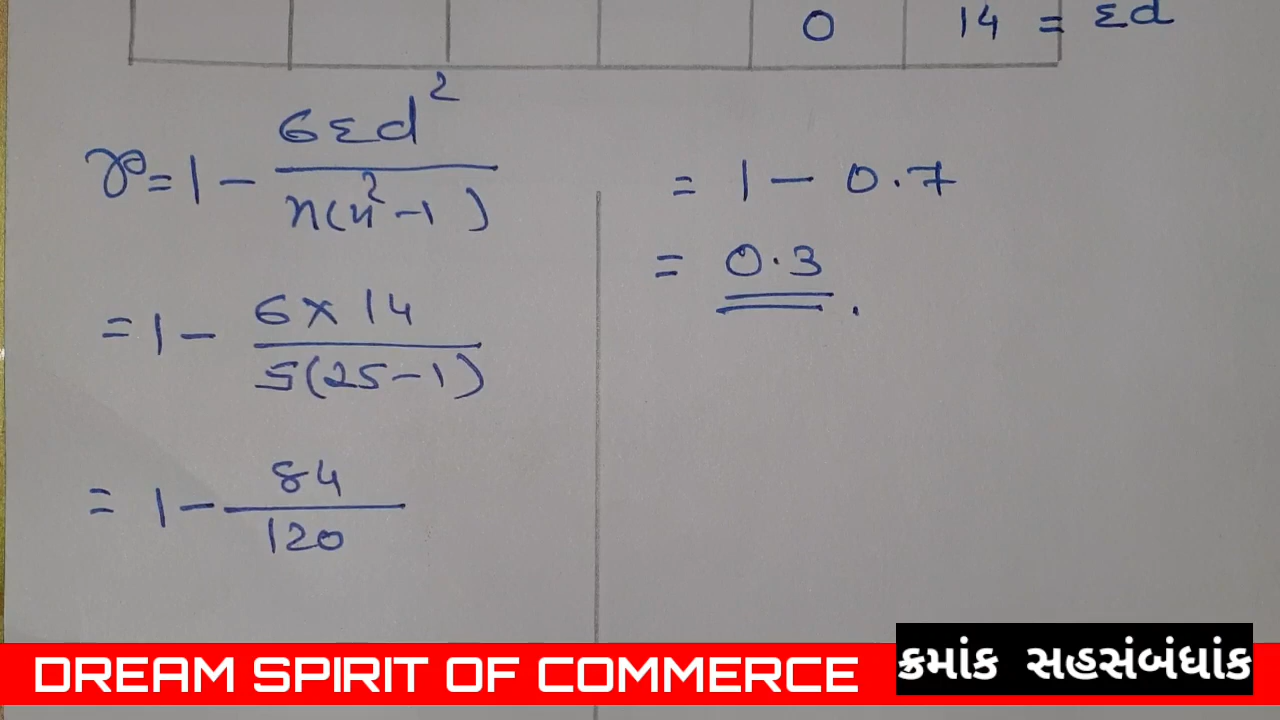 0 14 = Σd
r = 1 - 6Σd² / n(n²-1)
= 1 - 6 × 14 / 5(25-1)
= 1 - 84 / 120
= 1 - 0.7
= 0.3.
DREAM SPIRIT OF COMMERCE
ક્રમાંક સહસંબંધાંક